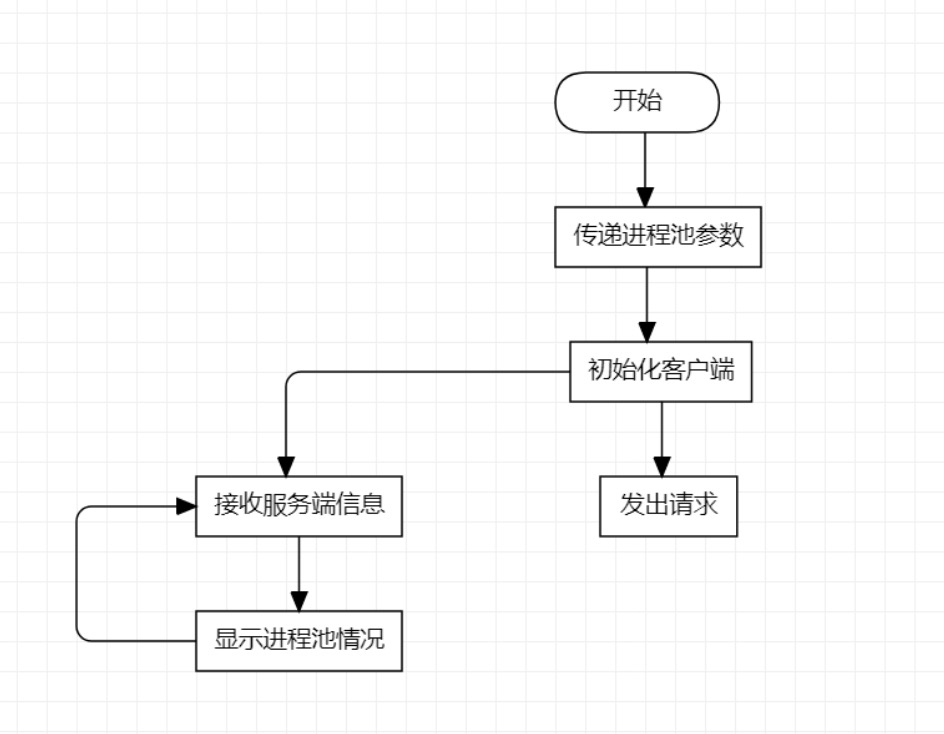 开始
传递进程池参数
初始化客户端
接收服务端信息
发出请求
显示进程池情况